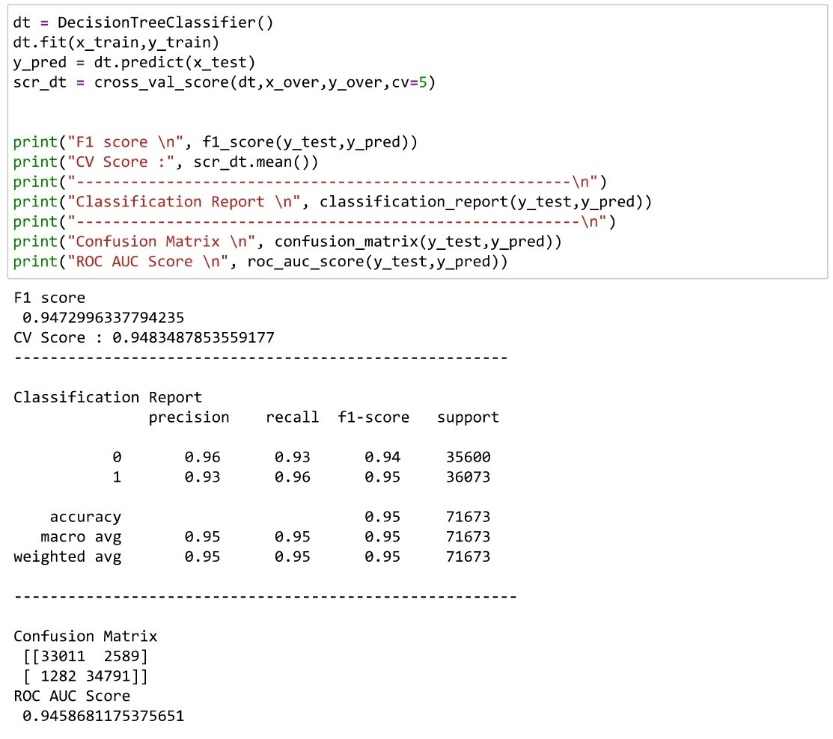 dt = DecisionTreeClassifier()
dt.fit(x_train,y_train)
y_pred = dt.predict(x_test)
scr_dt = cross_val_score(dt,x_over,y_over,cv=5)
print("F1 score \n", f1_score(y_test,y_pred))
print("CV Score :", scr_dt.mean())
print("-------------------------------------------------------\n")
print("Classification Report \n", classification_report(y_test,y_pred))
print("--------------------------------------------------------\n")
print("Confusion Matrix \n", confusion_matrix(y_test,y_pred))
print("ROC AUC Score \n", roc_auc_score(y_test,y_pred))
F1 score
0.9472996337794235
CV Score : 0.9483487853559177
-------------------------------------------------------
Classification Report
precision recall f1-score support
0 0.96 0.93 0.94 35600
1 0.93 0.96 0.95 36073
accuracy 0.95 71673
macro avg 0.95 0.95 0.95 71673
weighted avg 0.95 0.95 0.95 71673
--------------------------------------------------------
Confusion Matrix
[[33011 2589]
[ 1282 34791]]
ROC AUC Score
0.9458681175375651